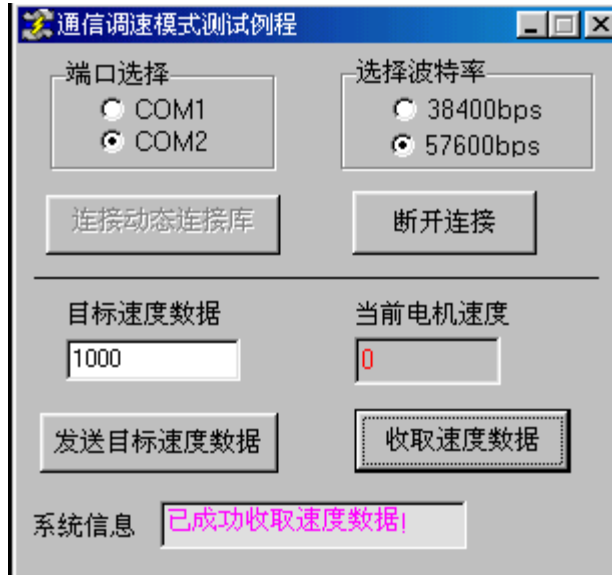 通信调速模式测试例程
端口选择
COM1
COM2
选择波特率
38400bps
57600bps
连接动态连接库
断开连接
目标速度数据
1000
当前电机速度
0
发送目标速度数据
收取速度数据
系统信息
已成功收取速度数据!